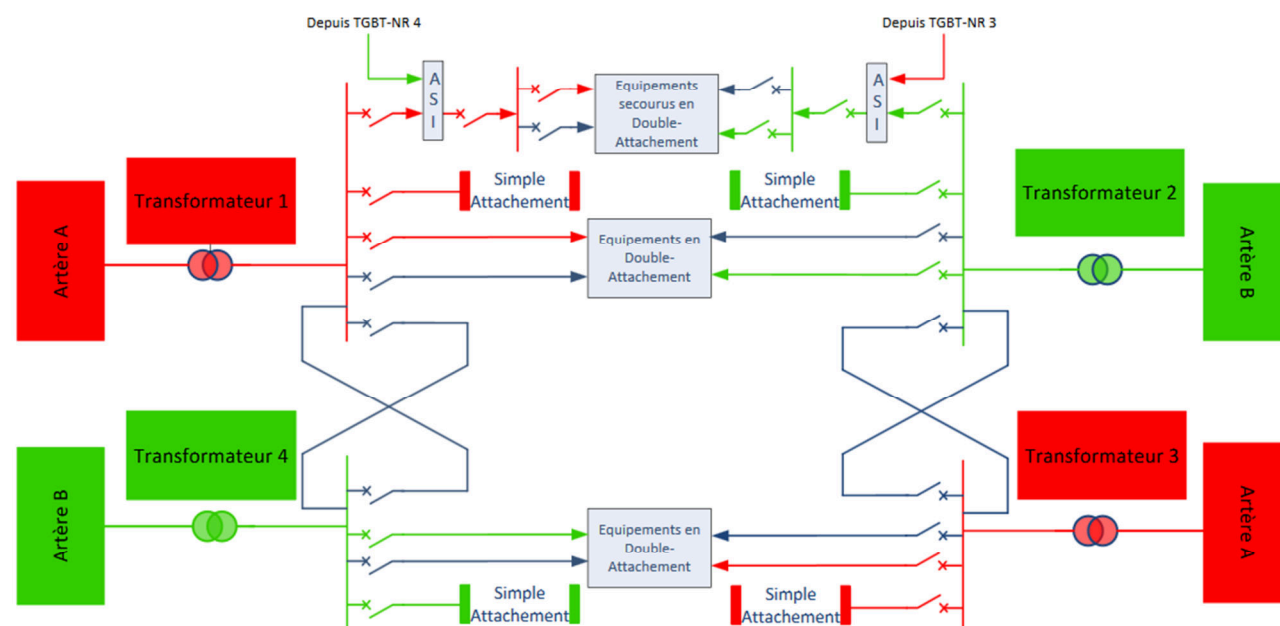 Depuis TGBT-NR 4
Depuis TGBT-NR 3
A
S
I
Equipements
secourus en
Double-
Attachement
A
S
I
Transformateur 1
Simple
Attachement
Simple
Attachement
Transformateur 2
Artère A
Equipements en
Double-
Attachement
Artère B
Transformateur 4
Transformateur 3
Artère B
Equipements en
Double-
Attachement
Artère A
Simple
Attachement
Simple
Attachement